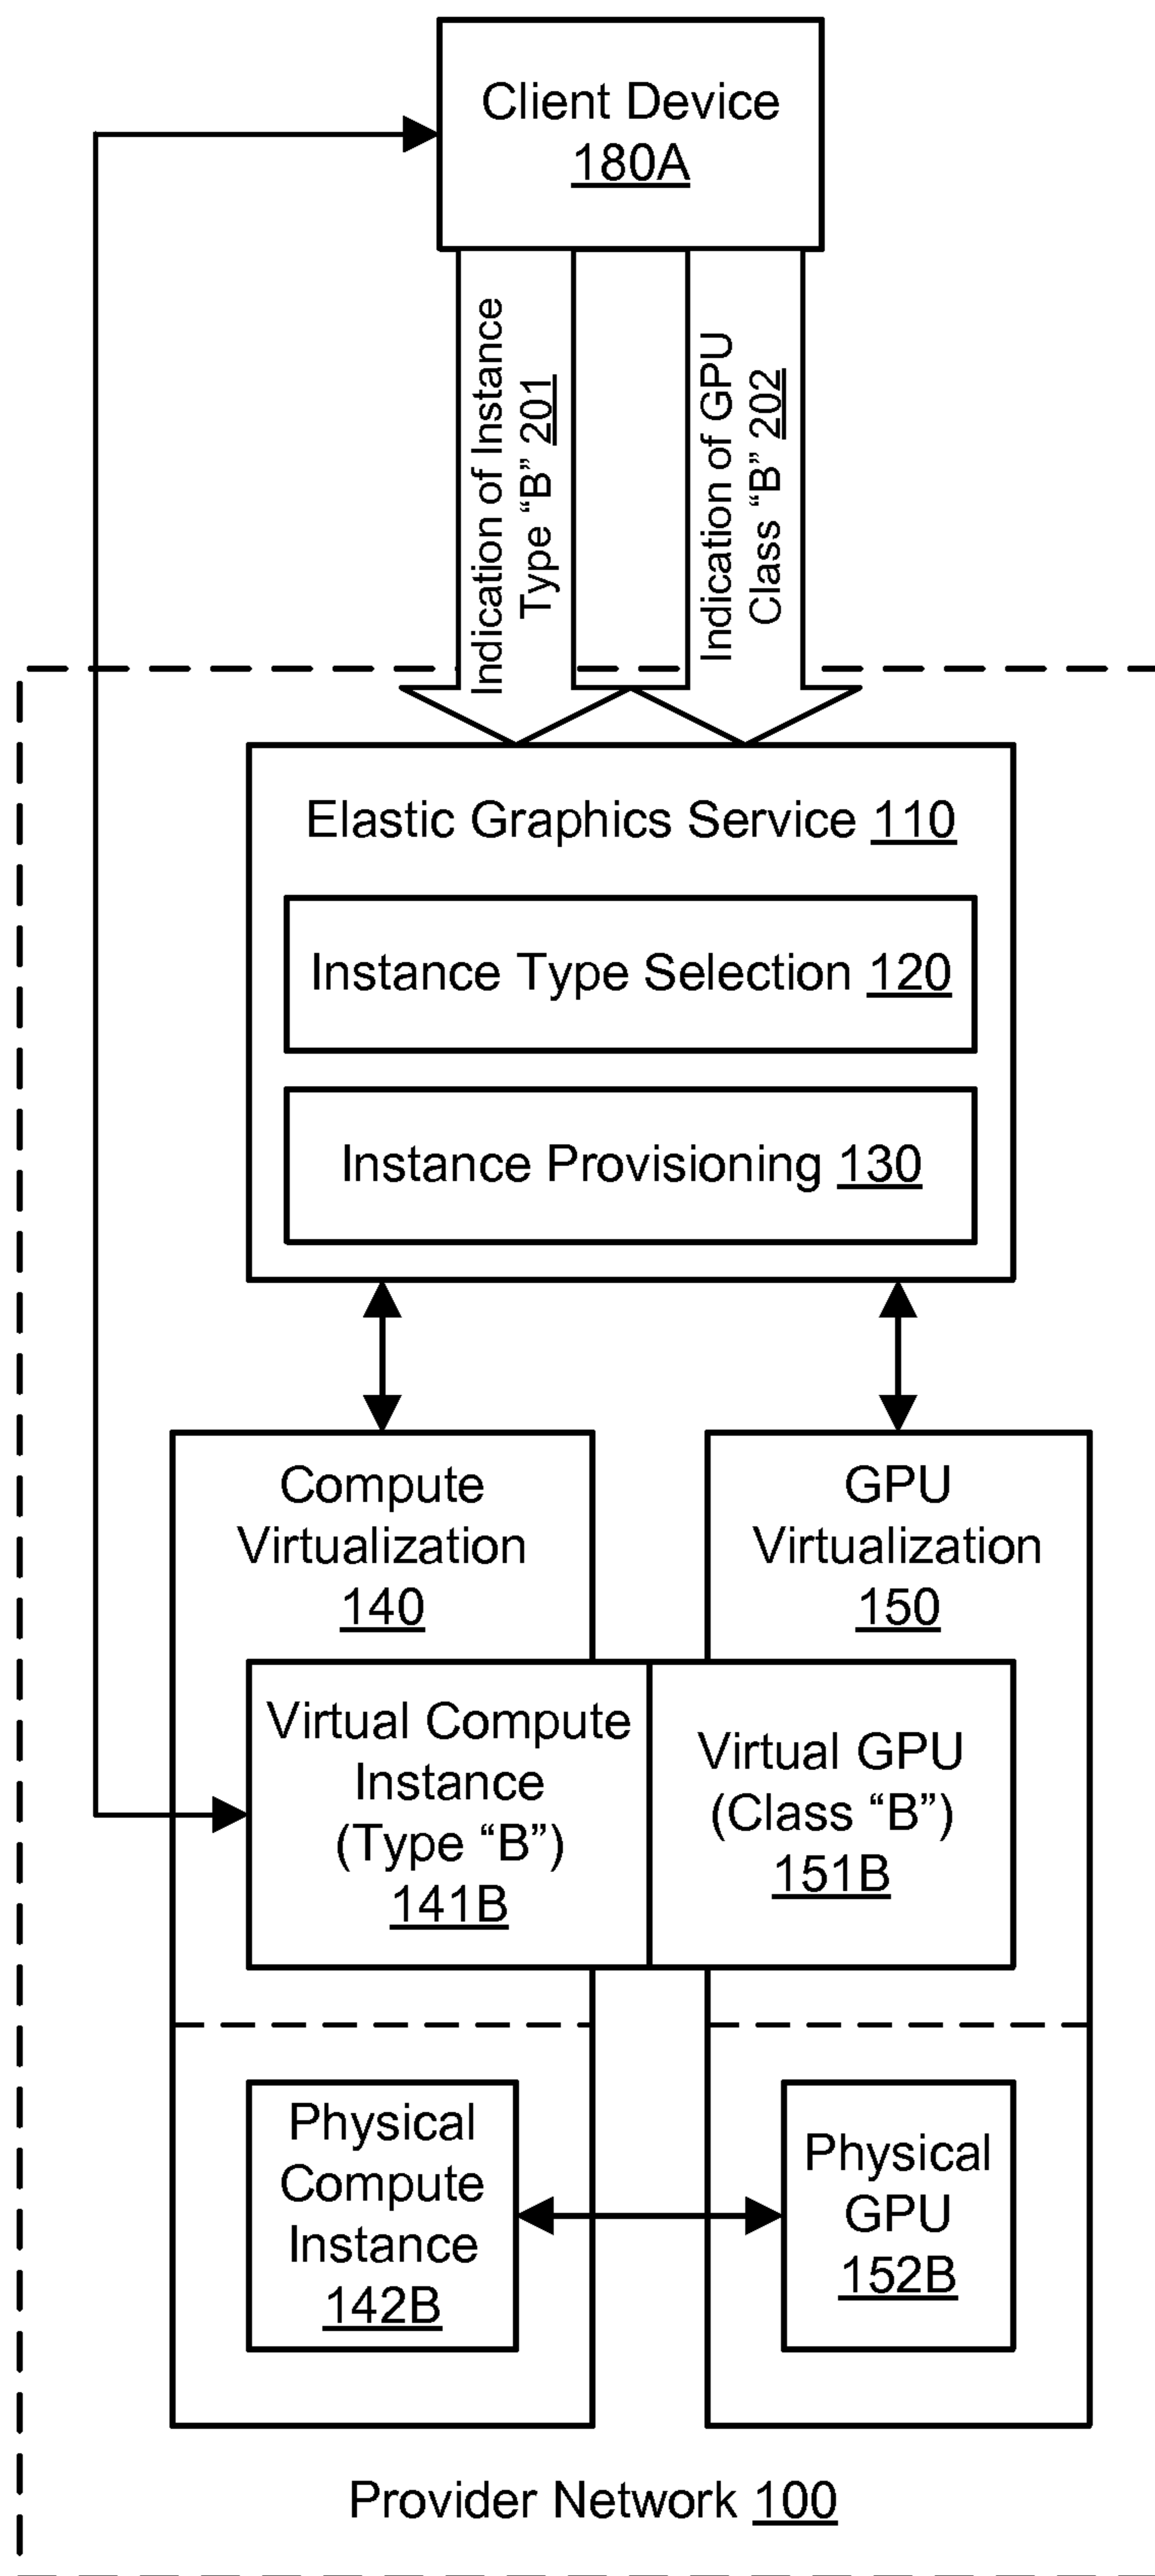 Client Device
180A
Indication of Instance
Type “B” 201
Indication of GPU
Class “B” 202
Elastic Graphics Service 110
Instance Type Selection 120
Instance Provisioning 130
Compute
Virtualization
140
GPU
Virtualization
150
Virtual Compute
Instance
(Type “B”)
141B
Virtual GPU
(Class “B”)
151B
Physical
Compute
Instance
142B
Physical
GPU
152B
Provider Network 100